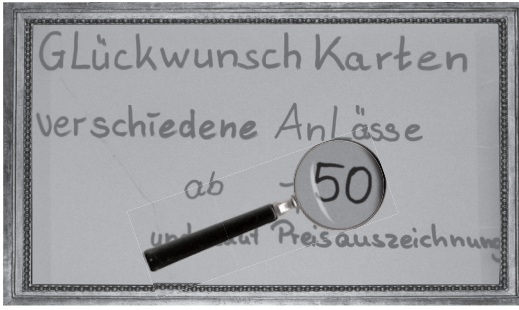 Glückwunsch Karten
verschiedene Anlässe
ab -,50
und laut Preisauszeichnung